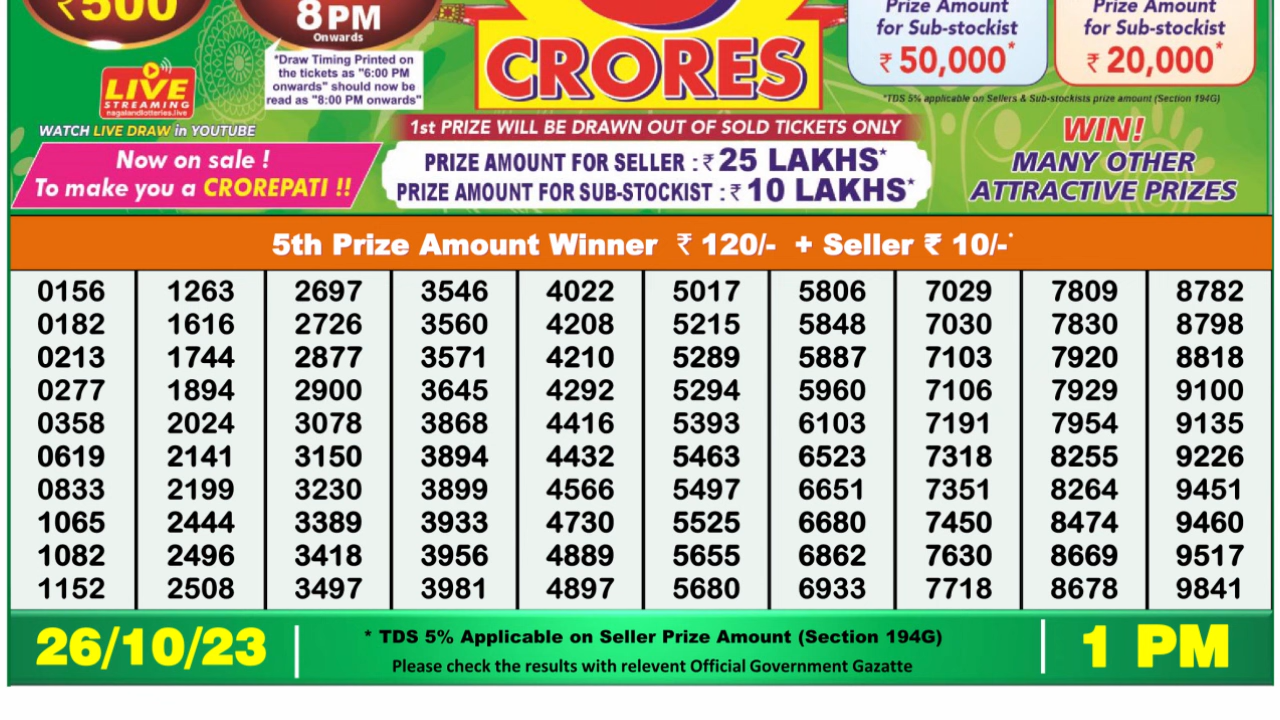 ₹500
8PM
Onwards
*Draw Timing Printed on
the tickets as "6:00 PM
onwards" should now be
read as "8:00 PM onwards"
LIVE
STREAMING
nagalandlotteries.live
WATCH LIVE DRAW in YOUTUBE
Now on sale !
To make you a CROREPATI !!
CRORES
1st PRIZE WILL BE DRAWN OUT OF SOLD TICKETS ONLY
PRIZE AMOUNT FOR SELLER : ₹ 25 LAKHS*
PRIZE AMOUNT FOR SUB-STOCKIST : ₹ 10 LAKHS*
Prize Amount
for Sub-stockist
₹ 50,000*
Prize Amount
for Sub-stockist
₹ 20,000*
*TDS 5% applicable on Sellers & Sub-stockists prize amount (Section 194G)
WIN!
MANY OTHER
ATTRACTIVE PRIZES
5th Prize Amount Winner ₹ 120/- + Seller ₹ 10/-*
0156 1263 2697 3546 4022 5017 5806 7029 7809 8782
0182 1616 2726 3560 4208 5215 5848 7030 7830 8798
0213 1744 2877 3571 4210 5289 5887 7103 7920 8818
0277 1894 2900 3645 4292 5294 5960 7106 7929 9100
0358 2024 3078 3868 4416 5393 6103 7191 7954 9135
0619 2141 3150 3894 4432 5463 6523 7318 8255 9226
0833 2199 3230 3899 4566 5497 6651 7351 8264 9451
1065 2444 3389 3933 4730 5525 6680 7450 8474 9460
1082 2496 3418 3956 4889 5655 6862 7630 8669 9517
1152 2508 3497 3981 4897 5680 6933 7718 8678 9841
26/10/23
* TDS 5% Applicable on Seller Prize Amount (Section 194G)
Please check the results with relevent Official Government Gazatte
1 PM